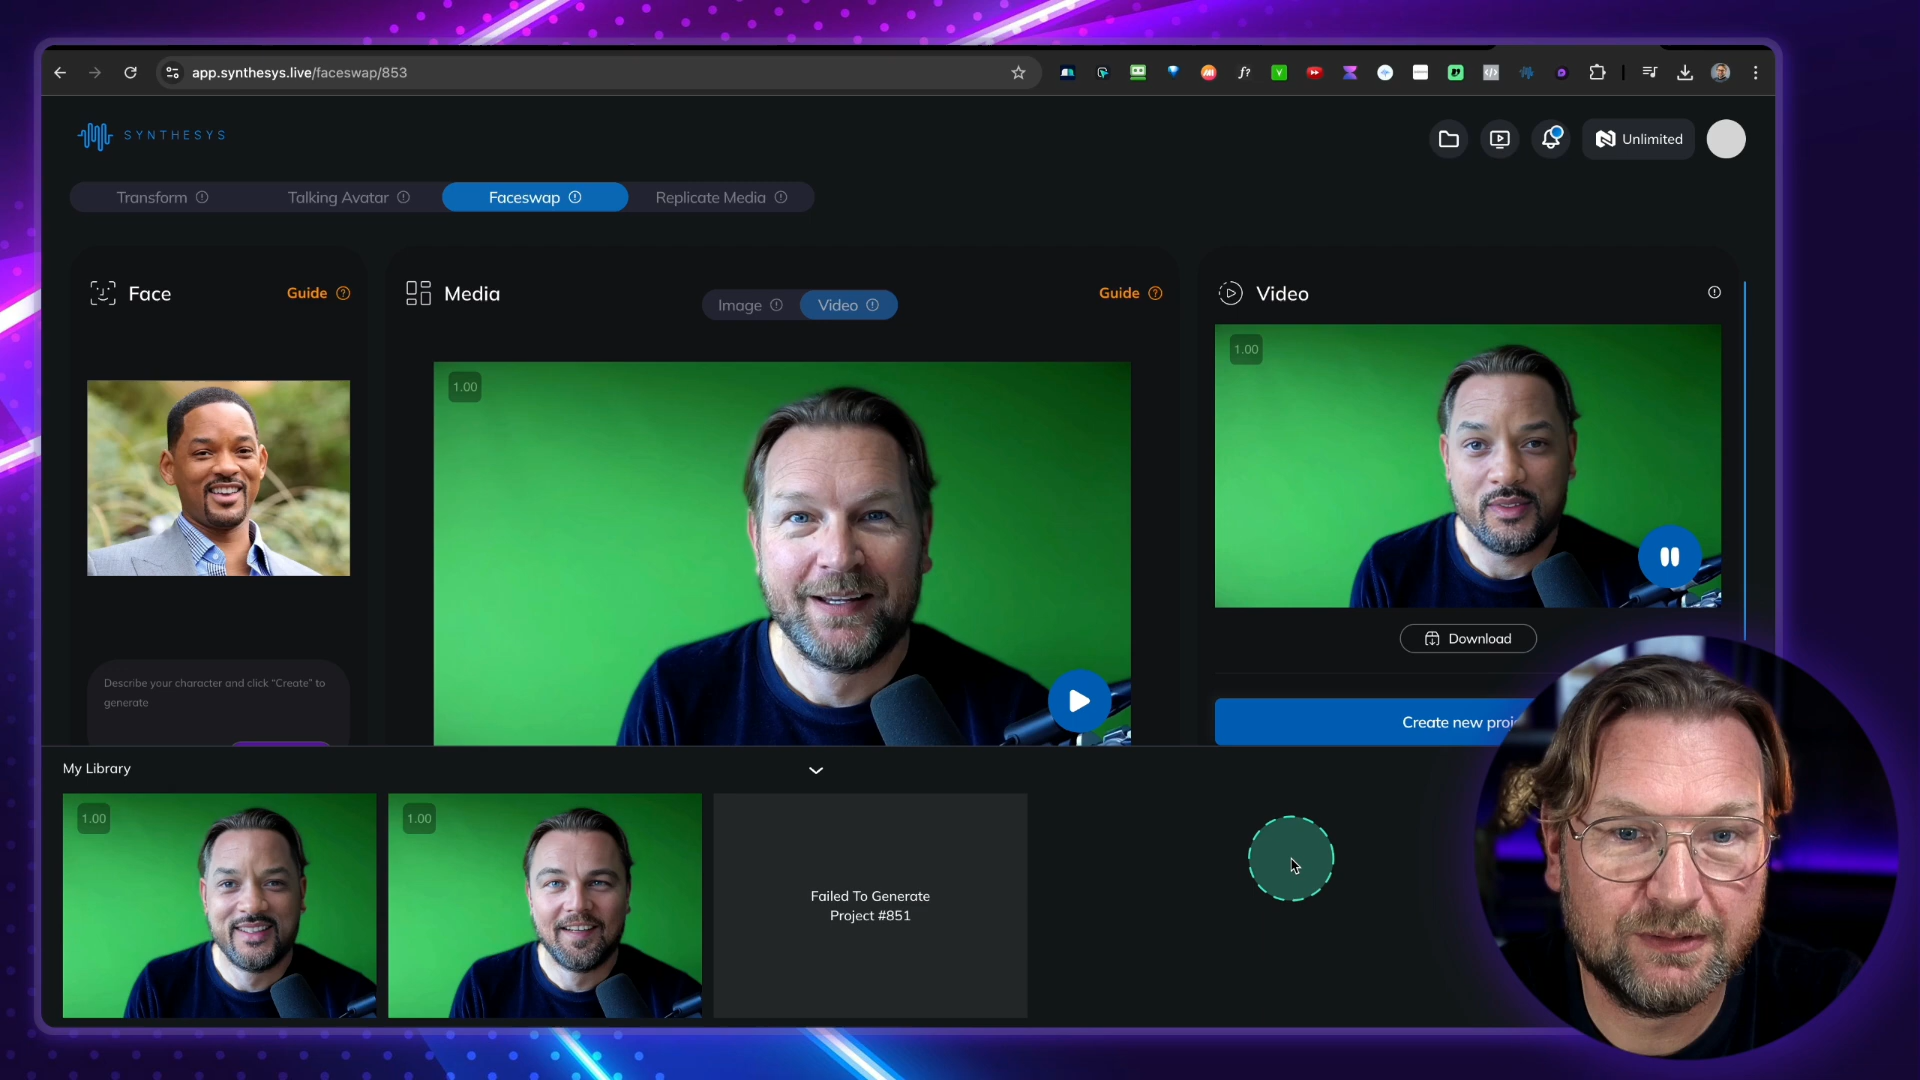 app.synthesys.live/faceswap/853
SYNTHESYS
Unlimited
Transform
Talking Avatar
Faceswap
Replicate Media
Face
Guide
Media
Image
Video
Guide
Video
1.00
1.00
Download
Describe your character and click “Create” to
generate
Create new proj
My Library
1.00
1.00
Failed To Generate
Project #851